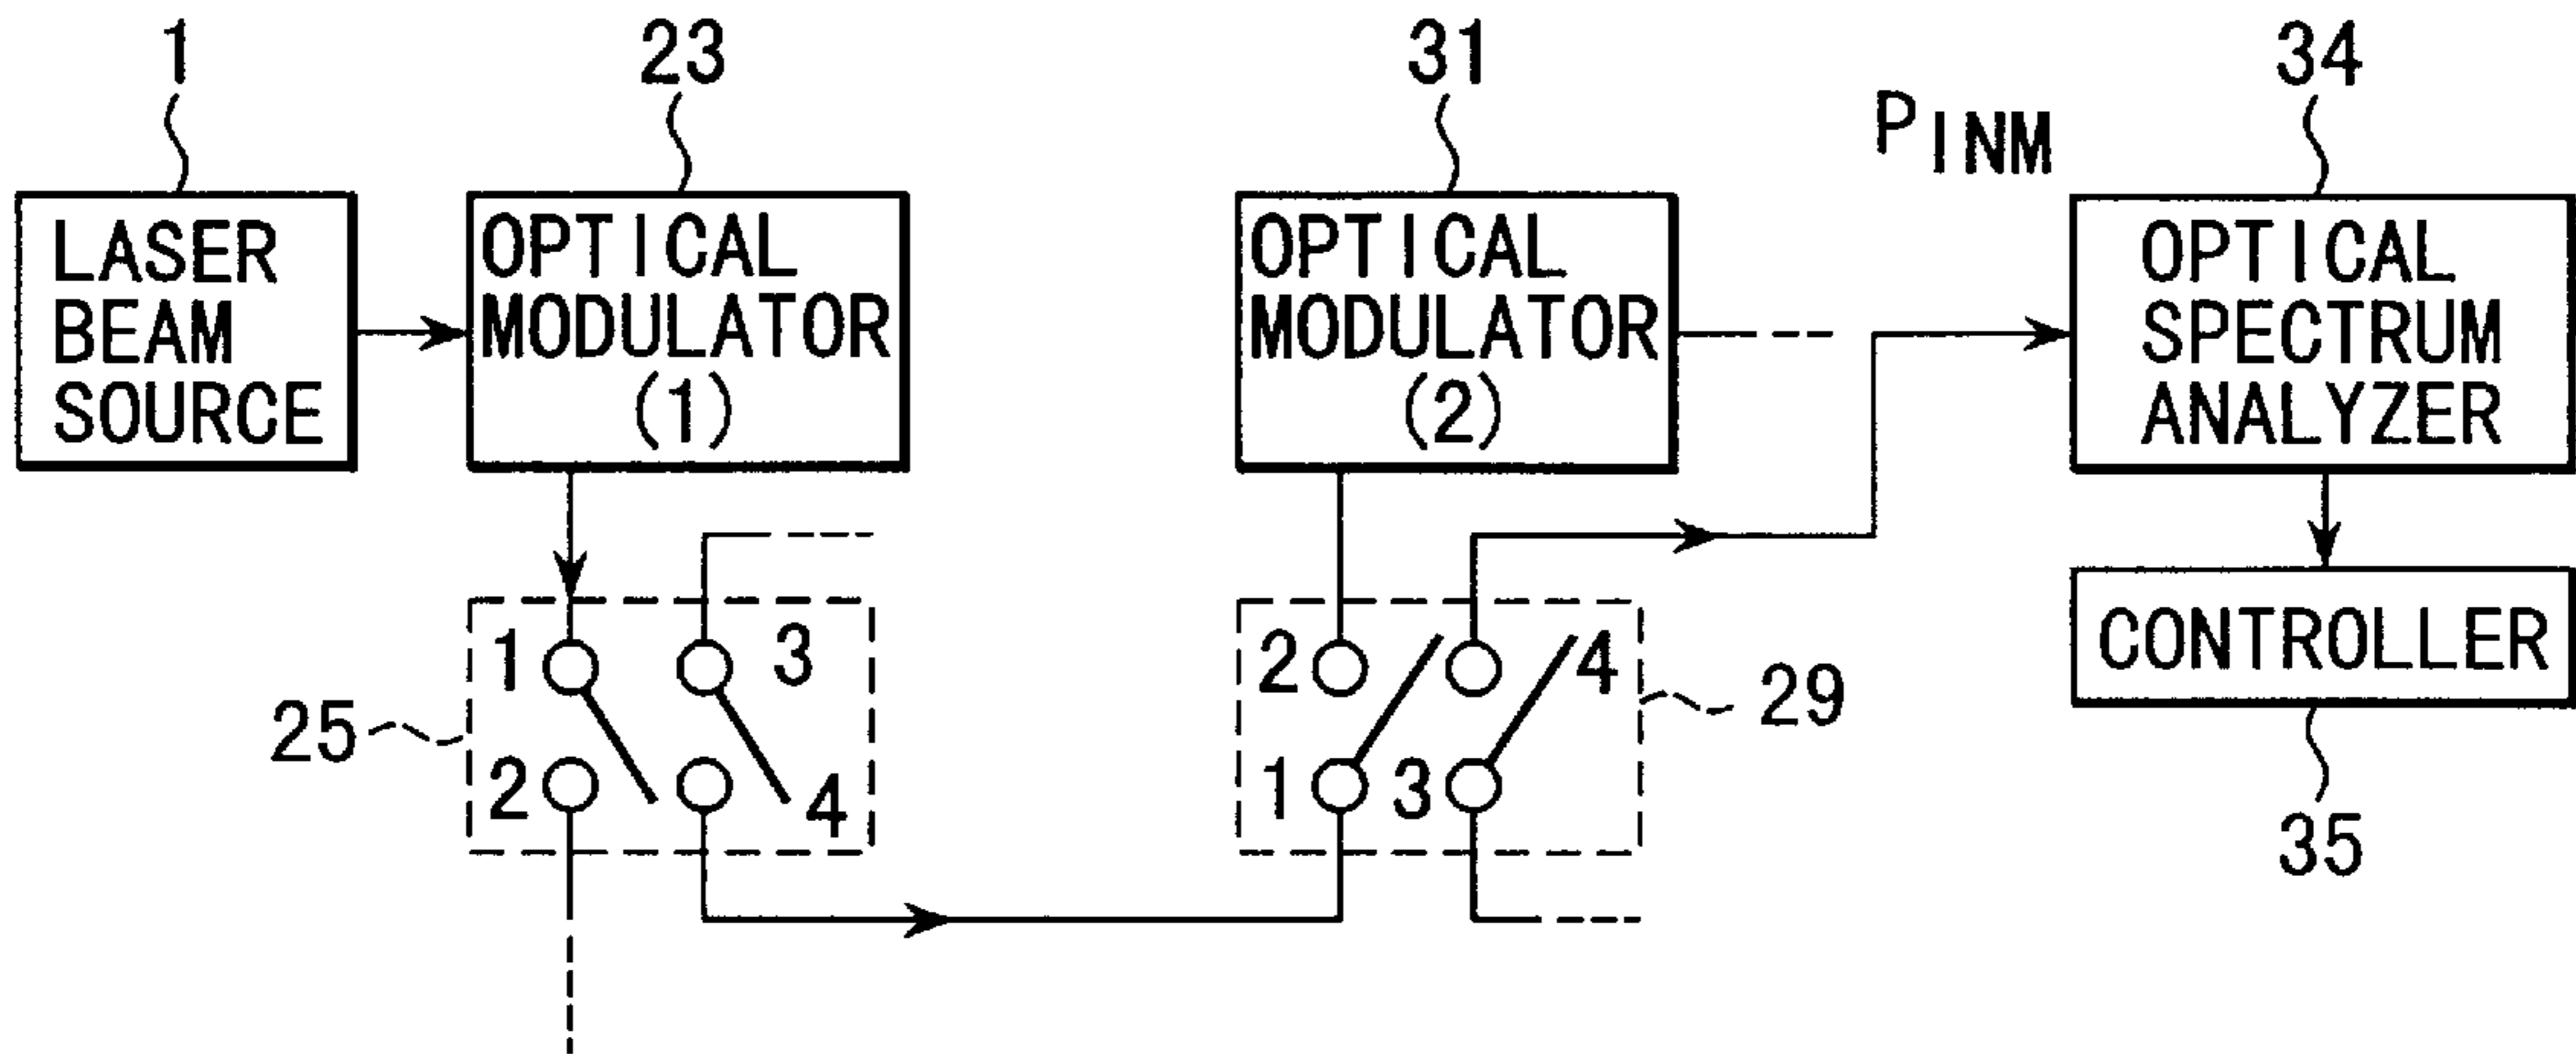 1
23
31
34
P INM
LASER
BEAM
SOURCE
OPTICAL
MODULATOR
(1)
OPTICAL
MODULATOR
(2)
OPTICAL
SPECTRUM
ANALYZER
CONTROLLER
35
25
1
3
2
4
2
4
1
3
29